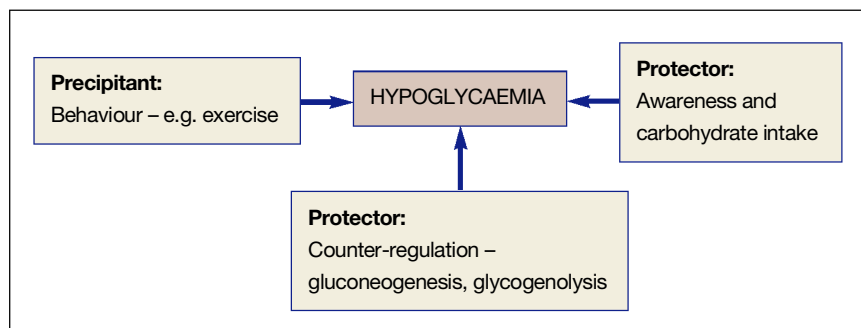 Precipitant:
Behaviour – e.g. exercise
HYPOGLYCAEMIA
Protector:
Awareness and
carbohydrate intake
Protector:
Counter-regulation –
gluconeogenesis, glycogenolysis